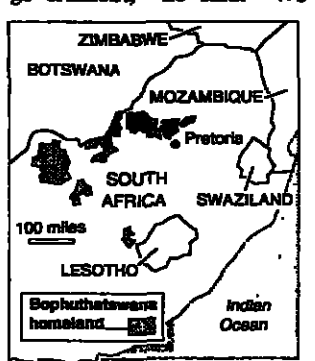 ZIMBABWE
BOTSWANA
MOZAMBIQUE
Pretoria
SOUTH
AFRICA
SWAZILAND
100 miles
LESOTHO
Bophuthatswana
homeland
Indian
Ocean